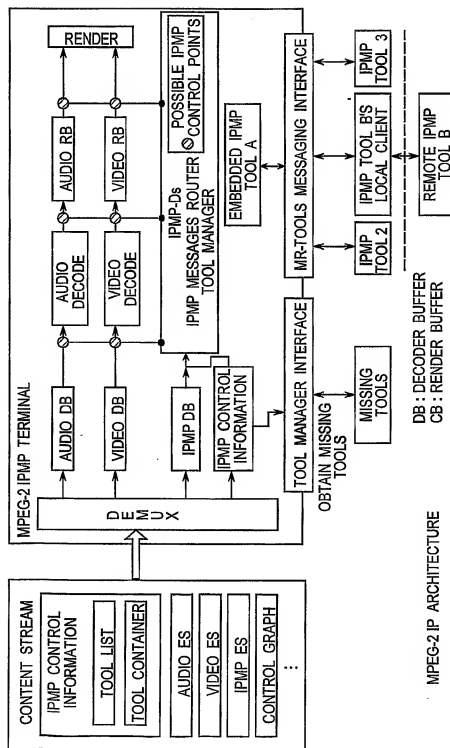 CONTENT STREAM
IPMP CONTROL
INFORMATION
TOOL LIST
TOOL CONTAINER
AUDIO ES
VIDEO ES
IPMP ES
CONTROL GRAPH
⋮
MPEG-2 IPMP TERMINAL
DEMUX
AUDIO DB
VIDEO DB
IPMP DB
IPMP CONTROL
INFORMATION
AUDIO
DECODE
VIDEO
DECODE
AUDIO RB
VIDEO RB
RENDER
IPMP-Ds
IPMP MESSAGES ROUTER
TOOL MANAGER
POSSIBLE IPMP
CONTROL POINTS
EMBEDDED IPMP
TOOL A
TOOL MANAGER INTERFACE
MR-TOOLS MESSAGING INTERFACE
OBTAIN MISSING
TOOLS
MISSING
TOOLS
IPMP
TOOL 2
IPMP TOOL B'S
LOCAL CLIENT
IPMP
TOOL 3
REMOTE IPMP
TOOL B
DB : DECODER BUFFER
CB : RENDER BUFFER
MPEG-2 IP ARCHITECTURE